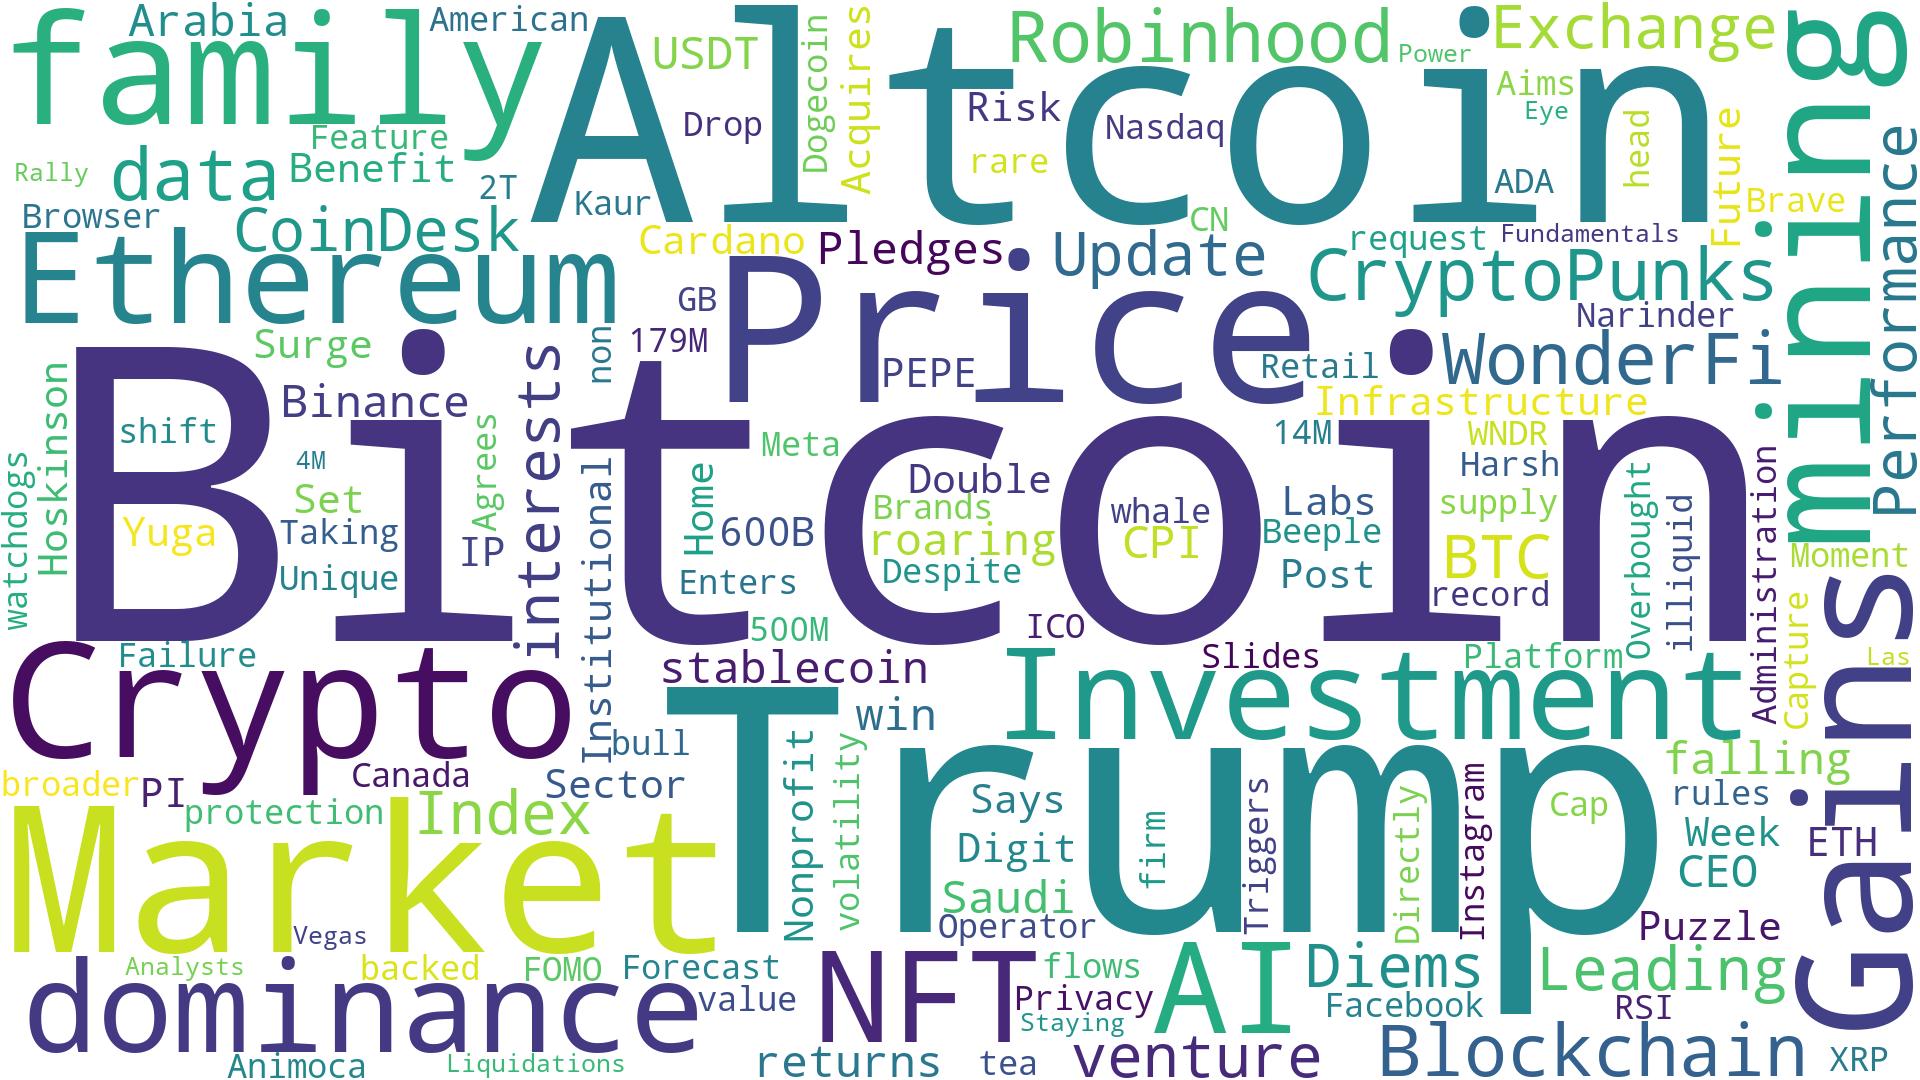 Arabia
American
family
Altcoin
USDT
Dogecoin
Acquires
Robinhood
Power
Exchange
mining
Aims
Eye
Drop
Risk
Nasdaq
Feature
rare
head
Future
Performance
Rally
data
Benefit
2T
Kaur
ADA
Brave
Browser
CoinDesk
CN
Cardano
Pledges
Update
request
Fundamentals
Ethereum
Price
CryptoPunks
GB
Narinder
Surge
non
179M
PEPE
Retail
WonderFi
interests
Bitcoin
Binance
Infrastructure
Hoskinson
shift
Agrees
Meta
14M
WNDR
watchdogs
4M
Institutional
Home
Double
Harsh
Overbought
Administration
Set
Brands
whale
Labs
supply
illiquid
Yuga
Taking
IP
600B
roaring
CPI
Beeple
BTC
Moment
Unique
Enters
Despite
Post
record
Capture
Gains
500M
ICO
Failure
Crypto
stablecoin
Slides
Platform
Las
Investment
win
bull
broader
PI
Canada
Sector
Trump
Nonprofit
volatility
falling
protection
Index
Says
firm
Triggers
Instagram
Directly
Cap
rules
Market
Digit
Week
ETH
CEO
Saudi
Vegas
Operator
Puzzle
Analysts
backed
FOMO
Forecast
NFT
flows
AI
Diems
Leading
dominance
value
Privacy
Facebook
RSI
Staying
Animoca
Liquidations
returns
tea
venture
Blockchain
XRP